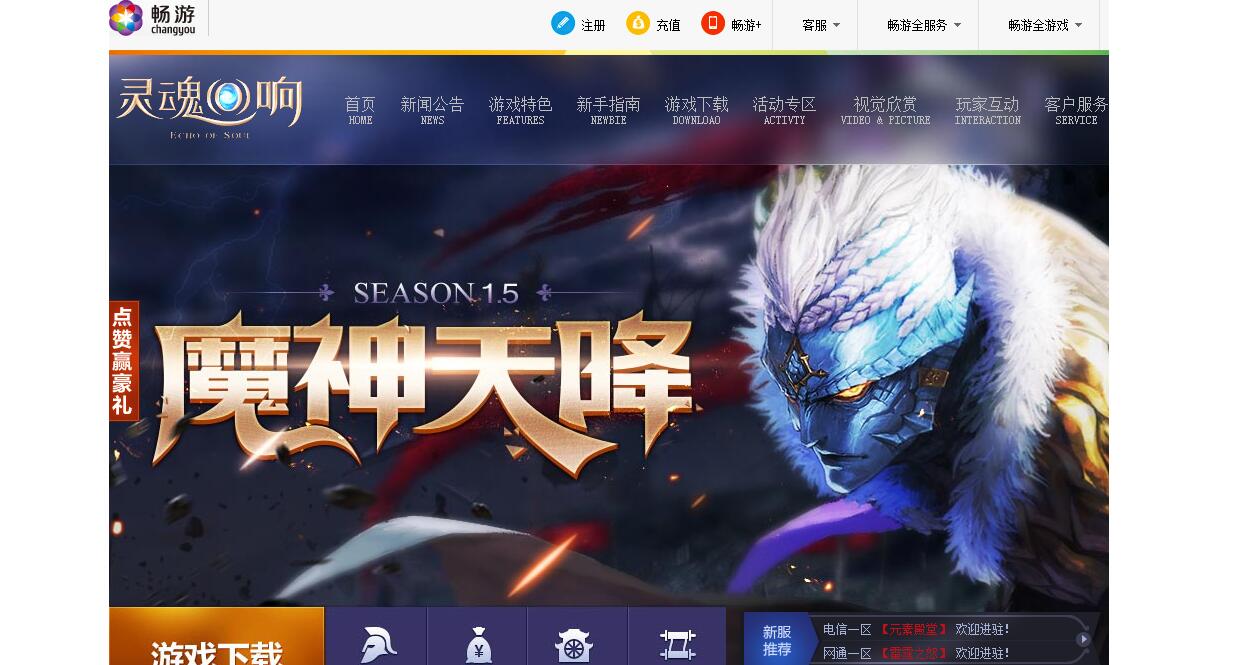 畅游
changyou
注册 充值 畅游+ 客服 畅游全服务 畅游全游戏
灵魂回响
ECHO OF SOUL
首页 新闻公告 游戏特色 新手指南 游戏下载 活动专区 视觉欣赏 玩家互动 客户服务
HOME NEWS FEATURES NEWBIE DOWNLOAO ACTIVTY VIDEO & PICTURE INTERACTION SERVICE
SEASON 1.5
魔神天降
点赞赢豪礼
游戏下载
新服
推荐
电信一区 【元素殿堂】 欢迎进驻!
网通一区 【雷霆之怒】 欢迎进驻!